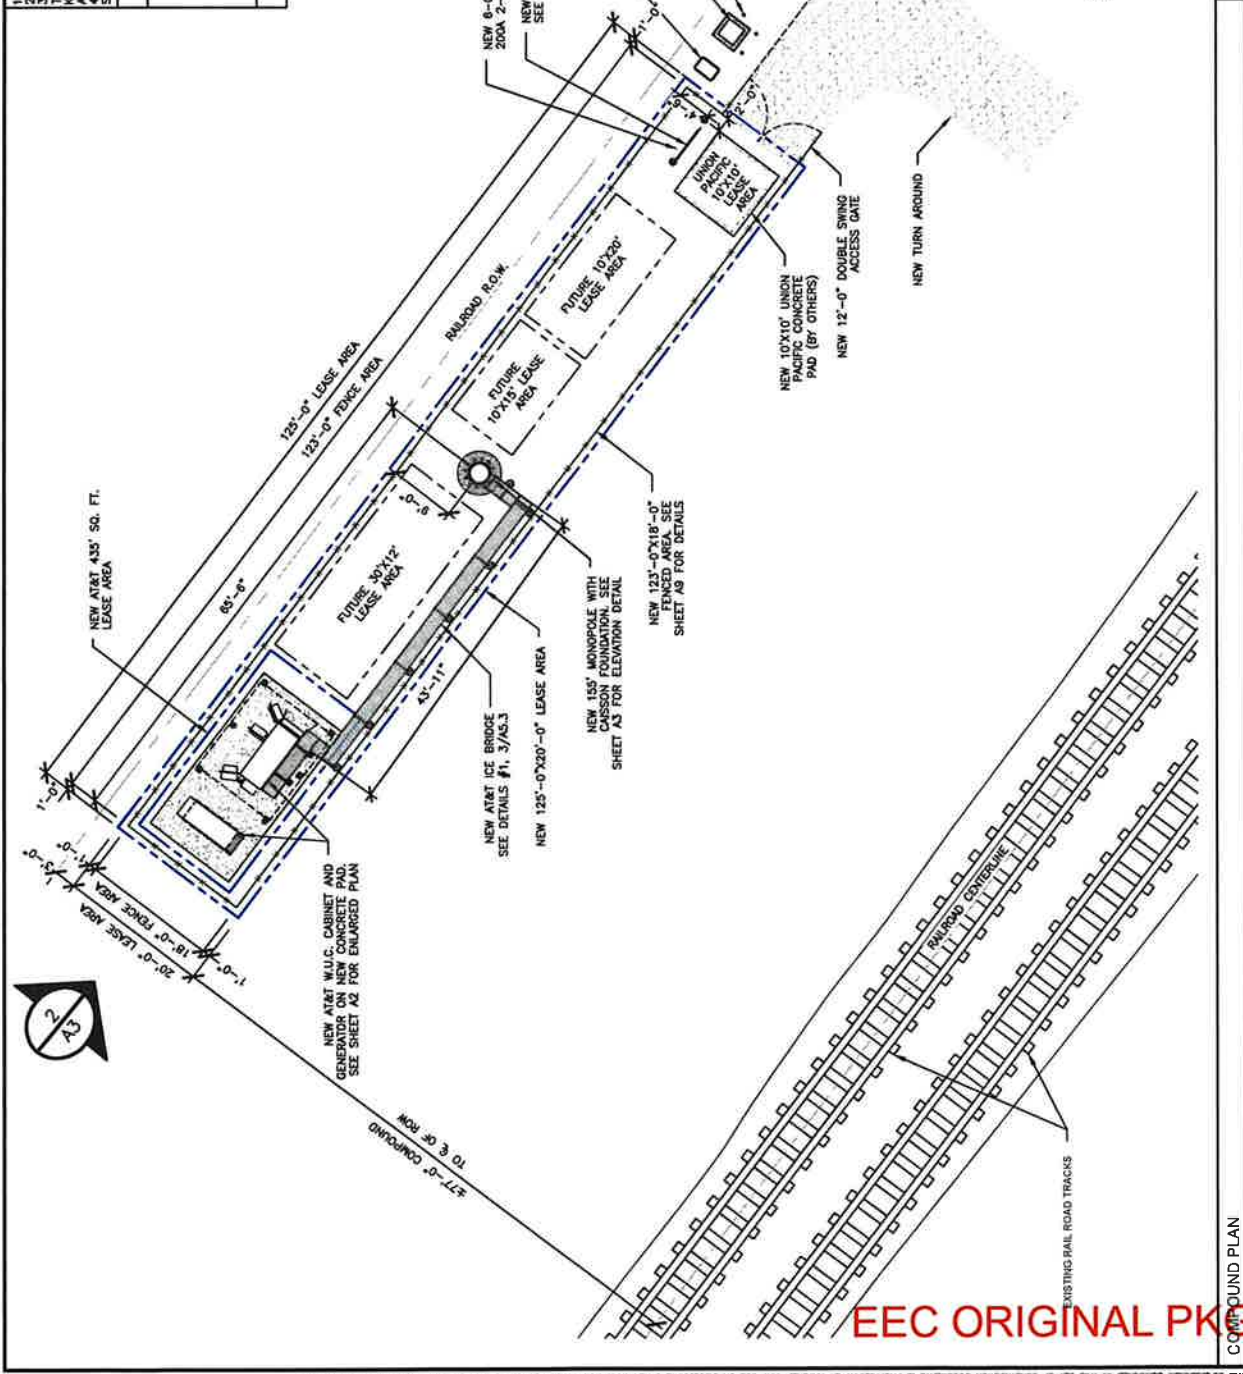 NEW 6-
200A 2-
NEW
SEE
1'-0"
NEW AT&T 435' SQ. FT.
LEASE AREA
125'-0" LEASE AREA
123'-0" FENCE AREA
65'-6"
RAILROAD R.O.W.
1'-0"
3'-0"
1'-0"
20'-0" LEASE AREA
18'-0" FENCE AREA
1'-0"
2
A3
FUTURE 30'X12'
LEASE AREA
9'-0"
FUTURE
10'X15' LEASE
AREA
FUTURE 10'X20'
LEASE AREA
UNION
PACIFIC
10'X10'
LEASE
AREA
2'-0"
43'-11"
NEW AT&T W.U.C. CABINET AND
GENERATOR ON NEW CONCRETE PAD.
SEE SHEET A2 FOR ENLARGED PLAN
NEW AT&T ICE BRIDGE
SEE DETAILS #1, 3/A5.3
NEW 125'-0"X20'-0" LEASE AREA
NEW 155' MONOPOLE WITH
CAISSON FOUNDATION. SEE
SHEET A3 FOR ELEVATION DETAIL
NEW 123'-0"X18'-0"
FENCED AREA. SEE
SHEET A9 FOR DETAILS
NEW 10'X10' UNION
PACIFIC CONCRETE
PAD (BY OTHERS)
NEW 12'-0" DOUBLE SWING
ACCESS GATE
NEW TURN AROUND
±77'-0" COMPOUND
TO ℄ OF ROW
RAILROAD CENTERLINE
EXISTING RAIL ROAD TRACKS
EEC ORIGINAL PKG
COMPOUND PLAN